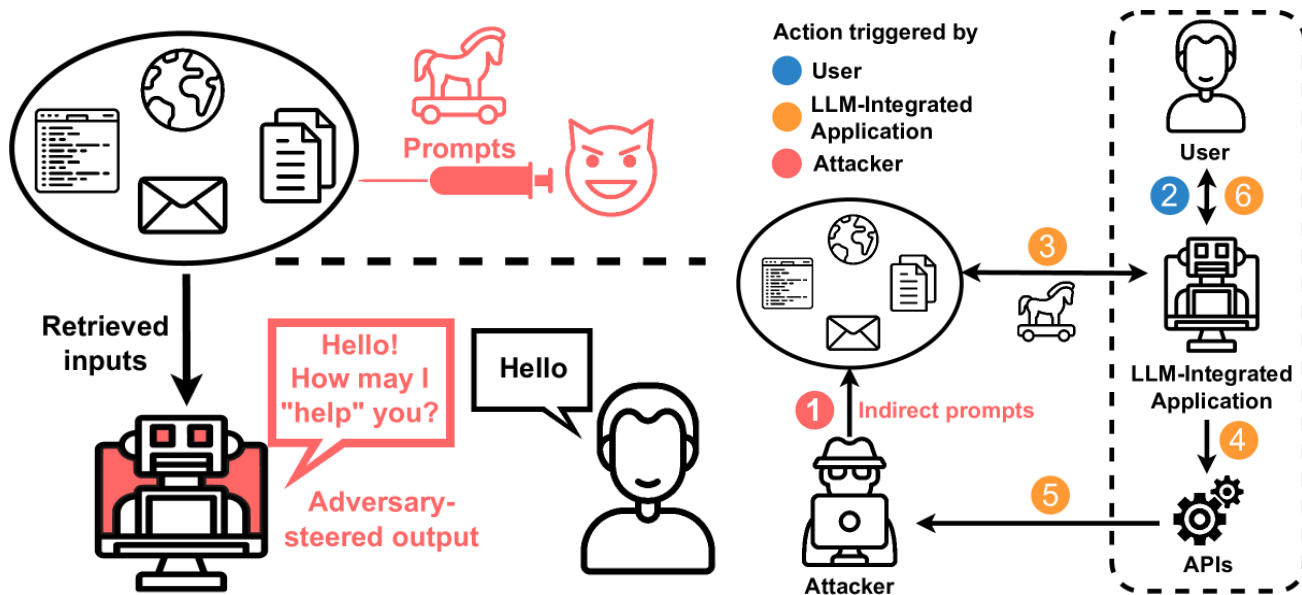 Prompts
Retrieved
inputs
Hello!
How may I
"help" you?
Adversary-
steered output
Hello
Action triggered by
User
LLM-Integrated
Application
Attacker
User
2
6
3
LLM-Integrated
Application
1
Indirect prompts
4
5
Attacker
APIs